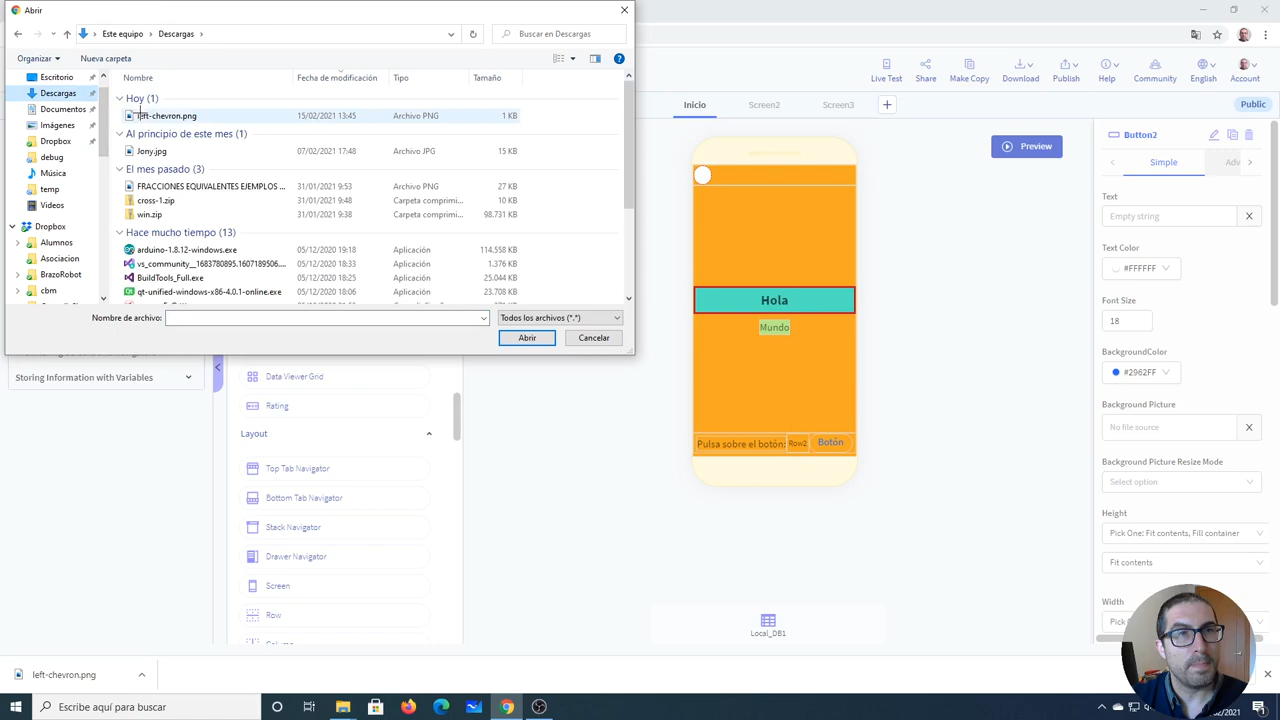 Abrir
Este equipo > Descargas >
Buscar en Descargas
Organizar
Nueva carpeta
Nombre
Fecha de modificación
Tipo
Tamaño
Escritorio
Descargas
Documentos
Imágenes
Dropbox
debug
Música
temp
Videos
Dropbox
Alumnos
Asociacion
BrazoRobot
cbm
Hoy (1)
left-chevron.png 15/02/2021 13:45 Archivo PNG 1 KB
Al principio de este mes (1)
Jony.jpg 07/02/2021 17:48 Archivo JPG 15 KB
El mes pasado (3)
FRACCIONES EQUIVALENTES EJEMPLOS ... 31/01/2021 9:53 Archivo PNG 27 KB
cross-1.zip 31/01/2021 9:48 Carpeta comprimi... 10 KB
win.zip 31/01/2021 9:38 Carpeta comprimi... 98.731 KB
Hace mucho tiempo (13)
arduino-1.8.12-windows.exe 05/12/2020 19:18 Aplicación 114.558 KB
vs_community__1683780895.1607189506.... 05/12/2020 18:33 Aplicación 1.376 KB
BuildTools_Full.exe 05/12/2020 18:25 Aplicación 25.044 KB
qt-unified-windows-x86-4.0.1-online.exe 05/12/2020 18:26 Aplicación 23.708 KB
Nombre de archivo:
Todos los archivos (*.*)
Abrir
Cancelar
Live Test
Share
Make Copy
Download
Publish
Help
Community
English
Account
Inicio
Screen2
Screen3
+
Public
Preview
Hola
Mundo
Pulsa sobre el botón:
Row2
Botón
Local_DB1
Storing Information with Variables
Data Viewer Grid
Rating
Layout
Top Tab Navigator
Bottom Tab Navigator
Stack Navigator
Drawer Navigator
Screen
Row
Button2
Simple
Adv
Text
Empty string
X
Text Color
#FFFFFF
Font Size
18
BackgroundColor
#2962FF
Background Picture
No file source
X
Background Picture Resize Mode
Select option
Height
Pick One: Fit contents, Fill container
Fit contents
Width
left-chevron.png
Escribe aquí para buscar